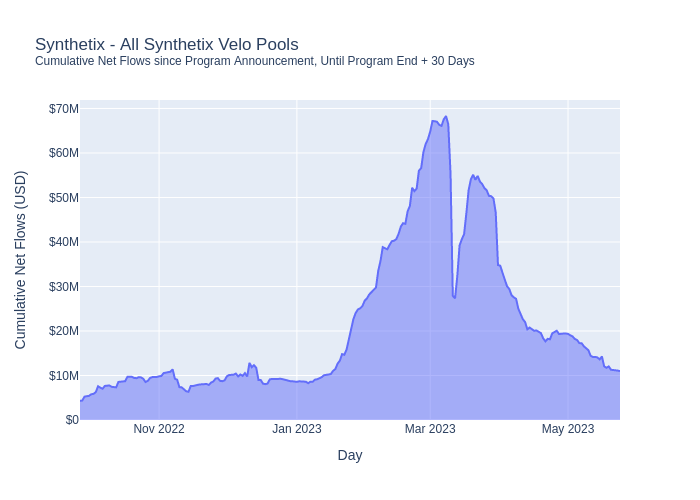 Synthetix - All Synthetix Velo Pools
Cumulative Net Flows since Program Announcement, Until Program End + 30 Days
$70M
$60M
$50M
$40M
$30M
$20M
$10M
$0
Cumulative Net Flows (USD)
Nov 2022
Jan 2023
Mar 2023
May 2023
Day